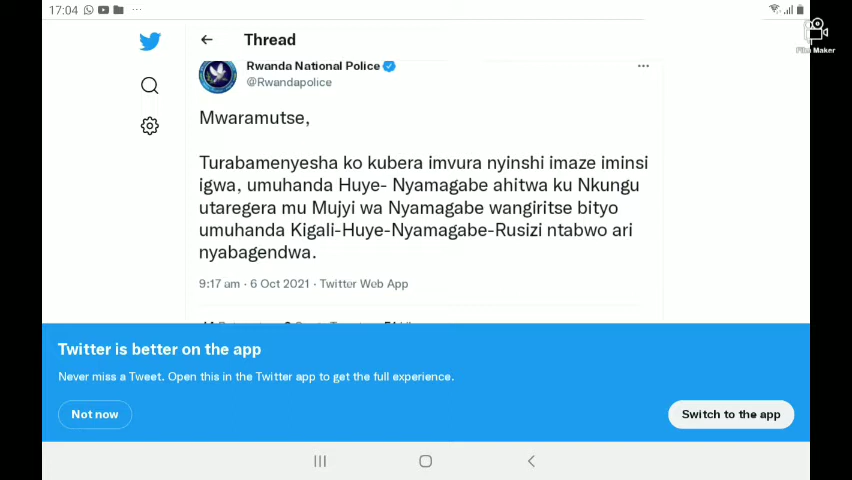 17:04
Film Maker
Thread
Rwanda National Police
@Rwandapolice
Mwaramutse,
Turabamenyesha ko kubera imvura nyinshi imaze iminsi
igwa, umuhanda Huye- Nyamagabe ahitwa ku Nkungu
utaregera mu Mujyi wa Nyamagabe wangiritse bityo
umuhanda Kigali-Huye-Nyamagabe-Rusizi ntabwo ari
nyabagendwa.
9:17 am · 6 Oct 2021 · Twitter Web App
Twitter is better on the app
Never miss a Tweet. Open this in the Twitter app to get the full experience.
Not now
Switch to the app